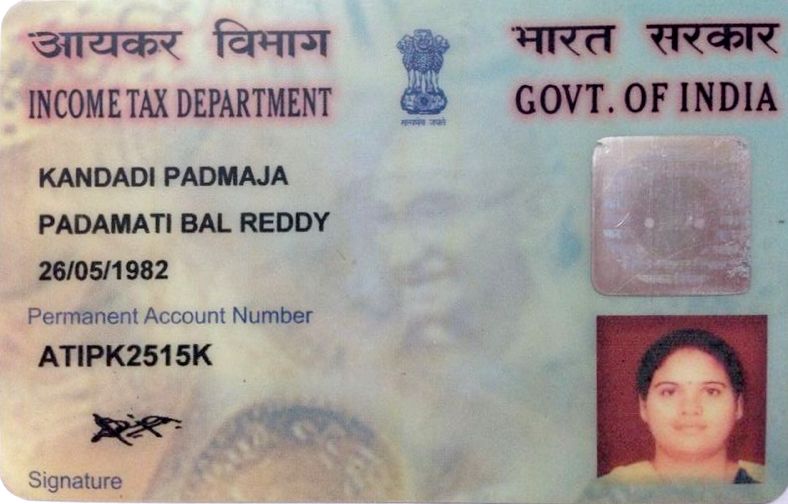 आयकर विभाग
INCOME TAX DEPARTMENT
भारत सरकार
GOVT. OF INDIA
सत्यमेव जयते
KANDADI PADMAJA
PADAMATI BAL REDDY
26/05/1982
Permanent Account Number
ATIPK2515K
Signature